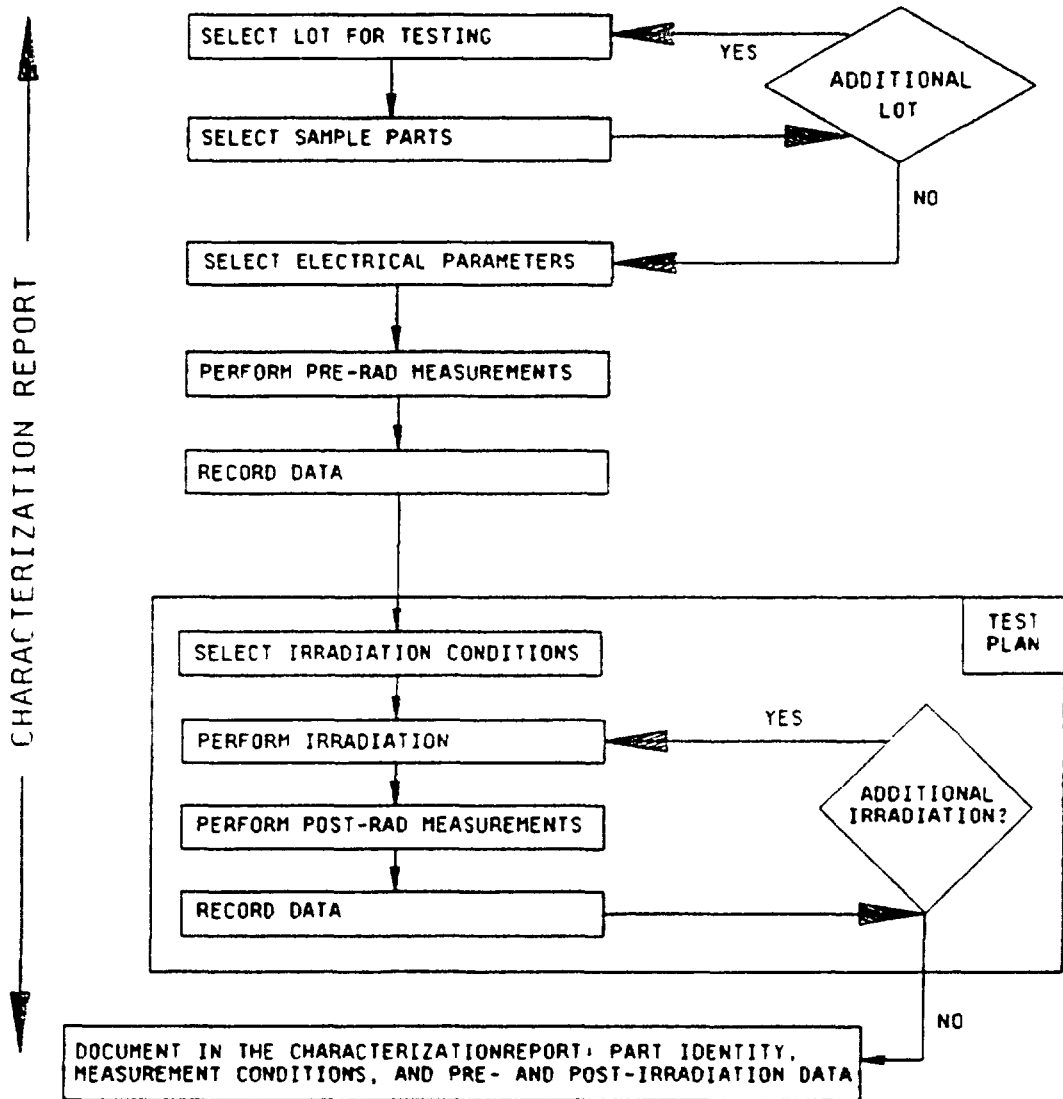 CHARACTERIZATION REPORT
SELECT LOT FOR TESTING
YES
ADDITIONAL
LOT
SELECT SAMPLE PARTS
NO
SELECT ELECTRICAL PARAMETERS
PERFORM PRE-RAD MEASUREMENTS
RECORD DATA
TEST
PLAN
SELECT IRRADIATION CONDITIONS
YES
PERFORM IRRADIATION
ADDITIONAL
IRRADIATION?
PERFORM POST-RAD MEASUREMENTS
RECORD DATA
NO
DOCUMENT IN THE CHARACTERIZATIONREPORT: PART IDENTITY,
MEASUREMENT CONDITIONS, AND PRE- AND POST-IRRADIATION DATA